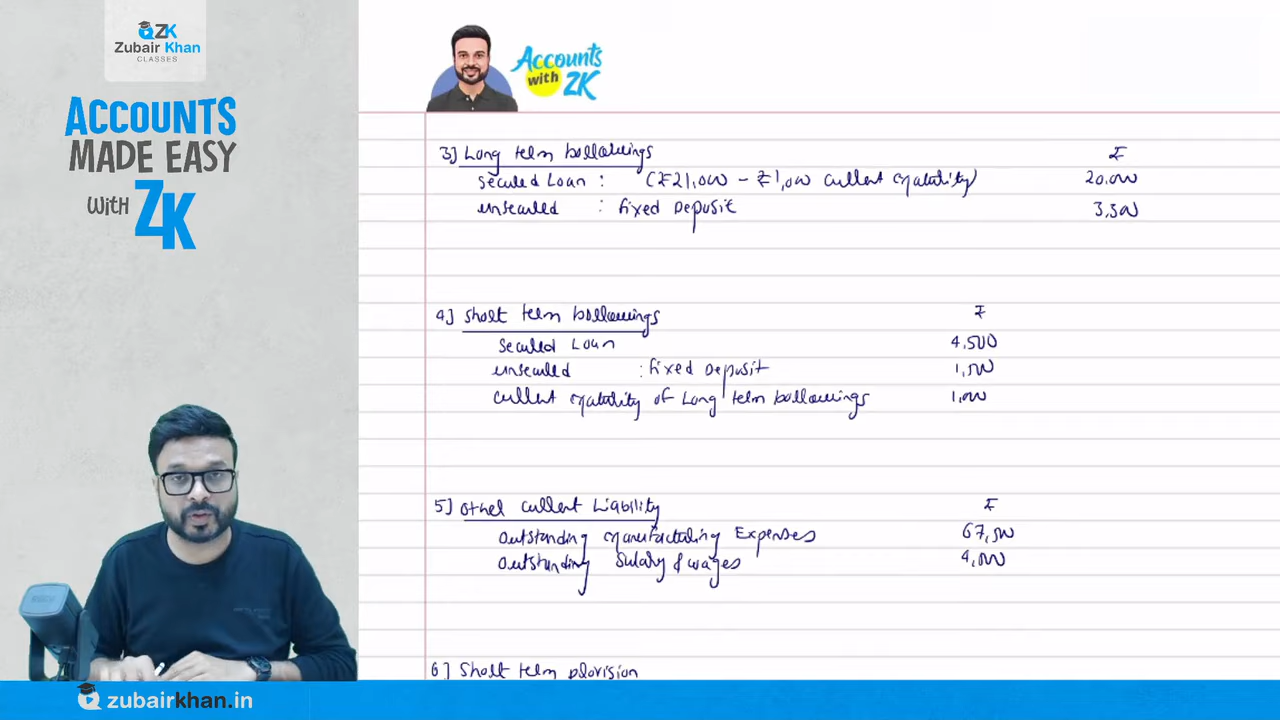 ZK
Zubair Khan
CLASSES
ACCOUNTS
MADE EASY
WITH ZK
Accounts
with ZK
3] Long term borrowings ₹
secured Loan : (₹21,000 - ₹1,000 current maturity) 20,000
unsecured : fixed Deposit 3,500
4] short term borrowings ₹
secured Loan 4,500
unsecured : fixed Deposit 1,500
current maturity of Long term borrowings 1,000
5] other current Liability ₹
outstanding manufacturing Expenses 67,500
outstanding salary & wages 4,000
6] short term provision
zubairkhan.in